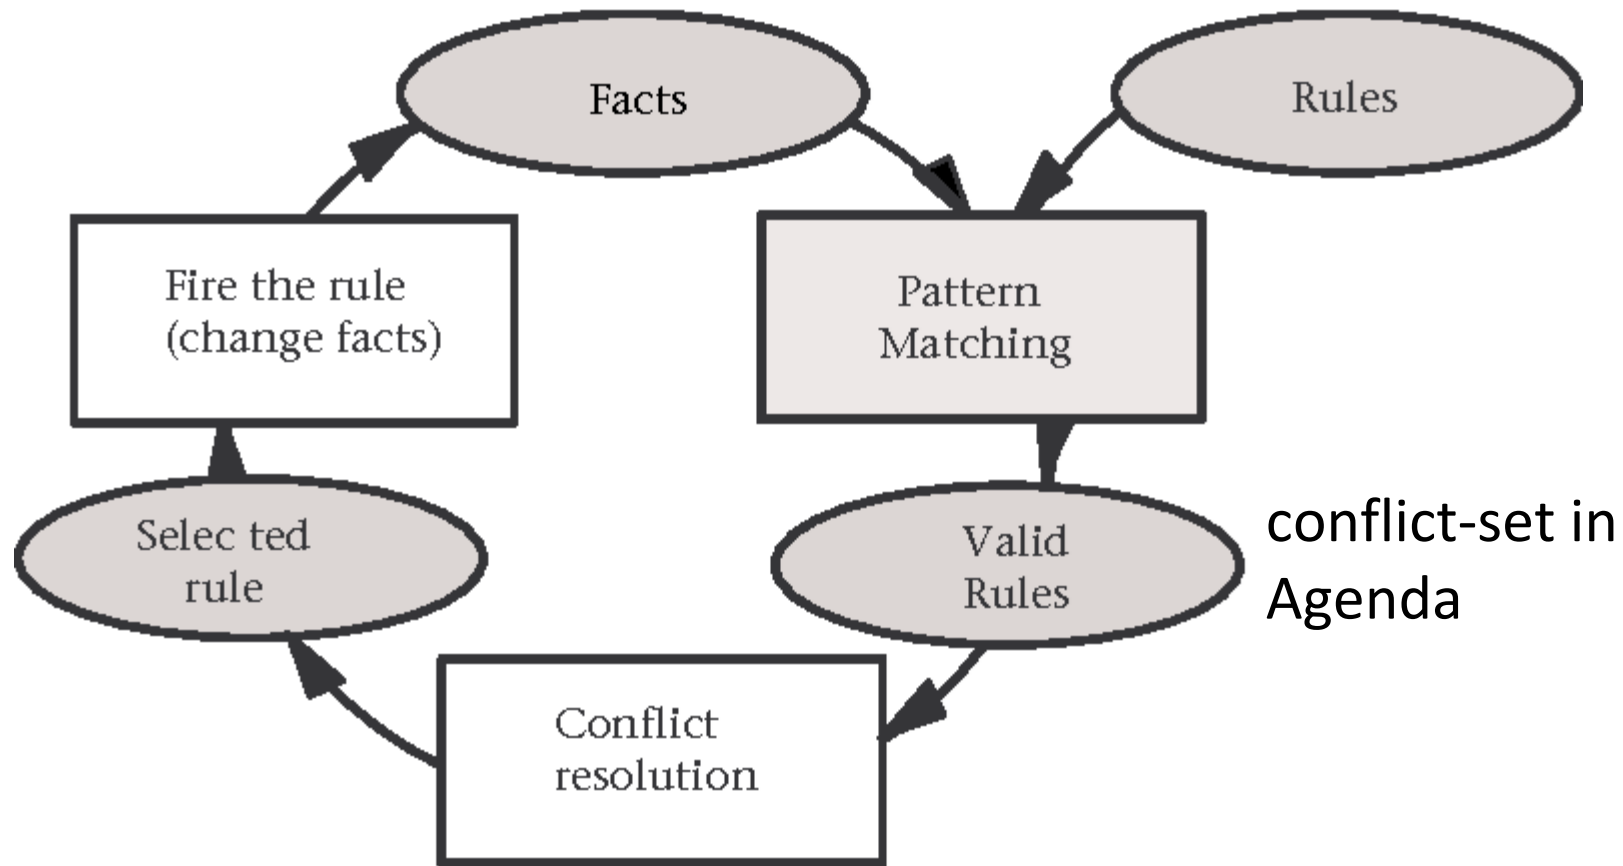 Facts
Rules
Fire the rule
(change facts)
Pattern
Matching
Selec ted
rule
Valid
Rules
conflict-set in
Agenda
Conflict
resolution